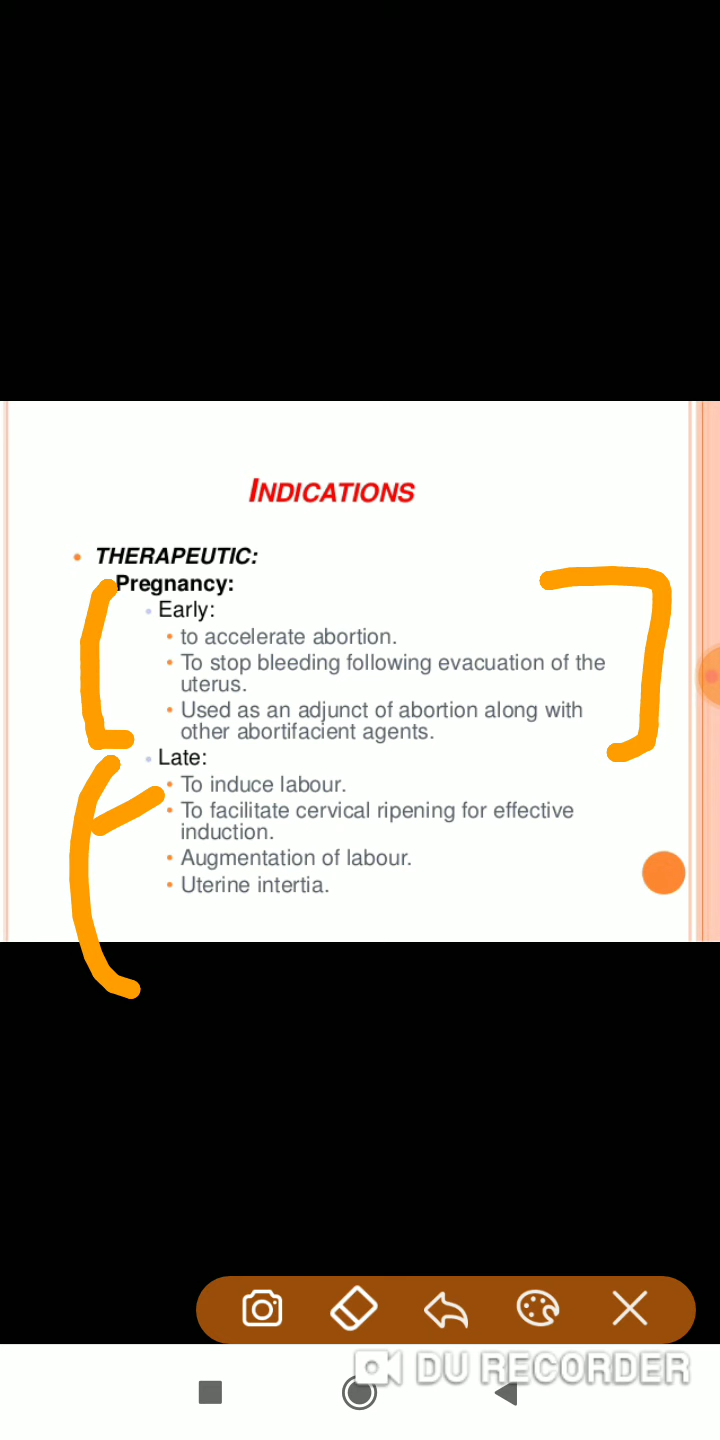 INDICATIONS
• THERAPEUTIC:
Pregnancy:
• Early:
• to accelerate abortion.
• To stop bleeding following evacuation of the
uterus.
• Used as an adjunct of abortion along with
other abortifacient agents.
• Late:
• To induce labour.
• To facilitate cervical ripening for effective
induction.
• Augmentation of labour.
• Uterine intertia.
DU RECORDER